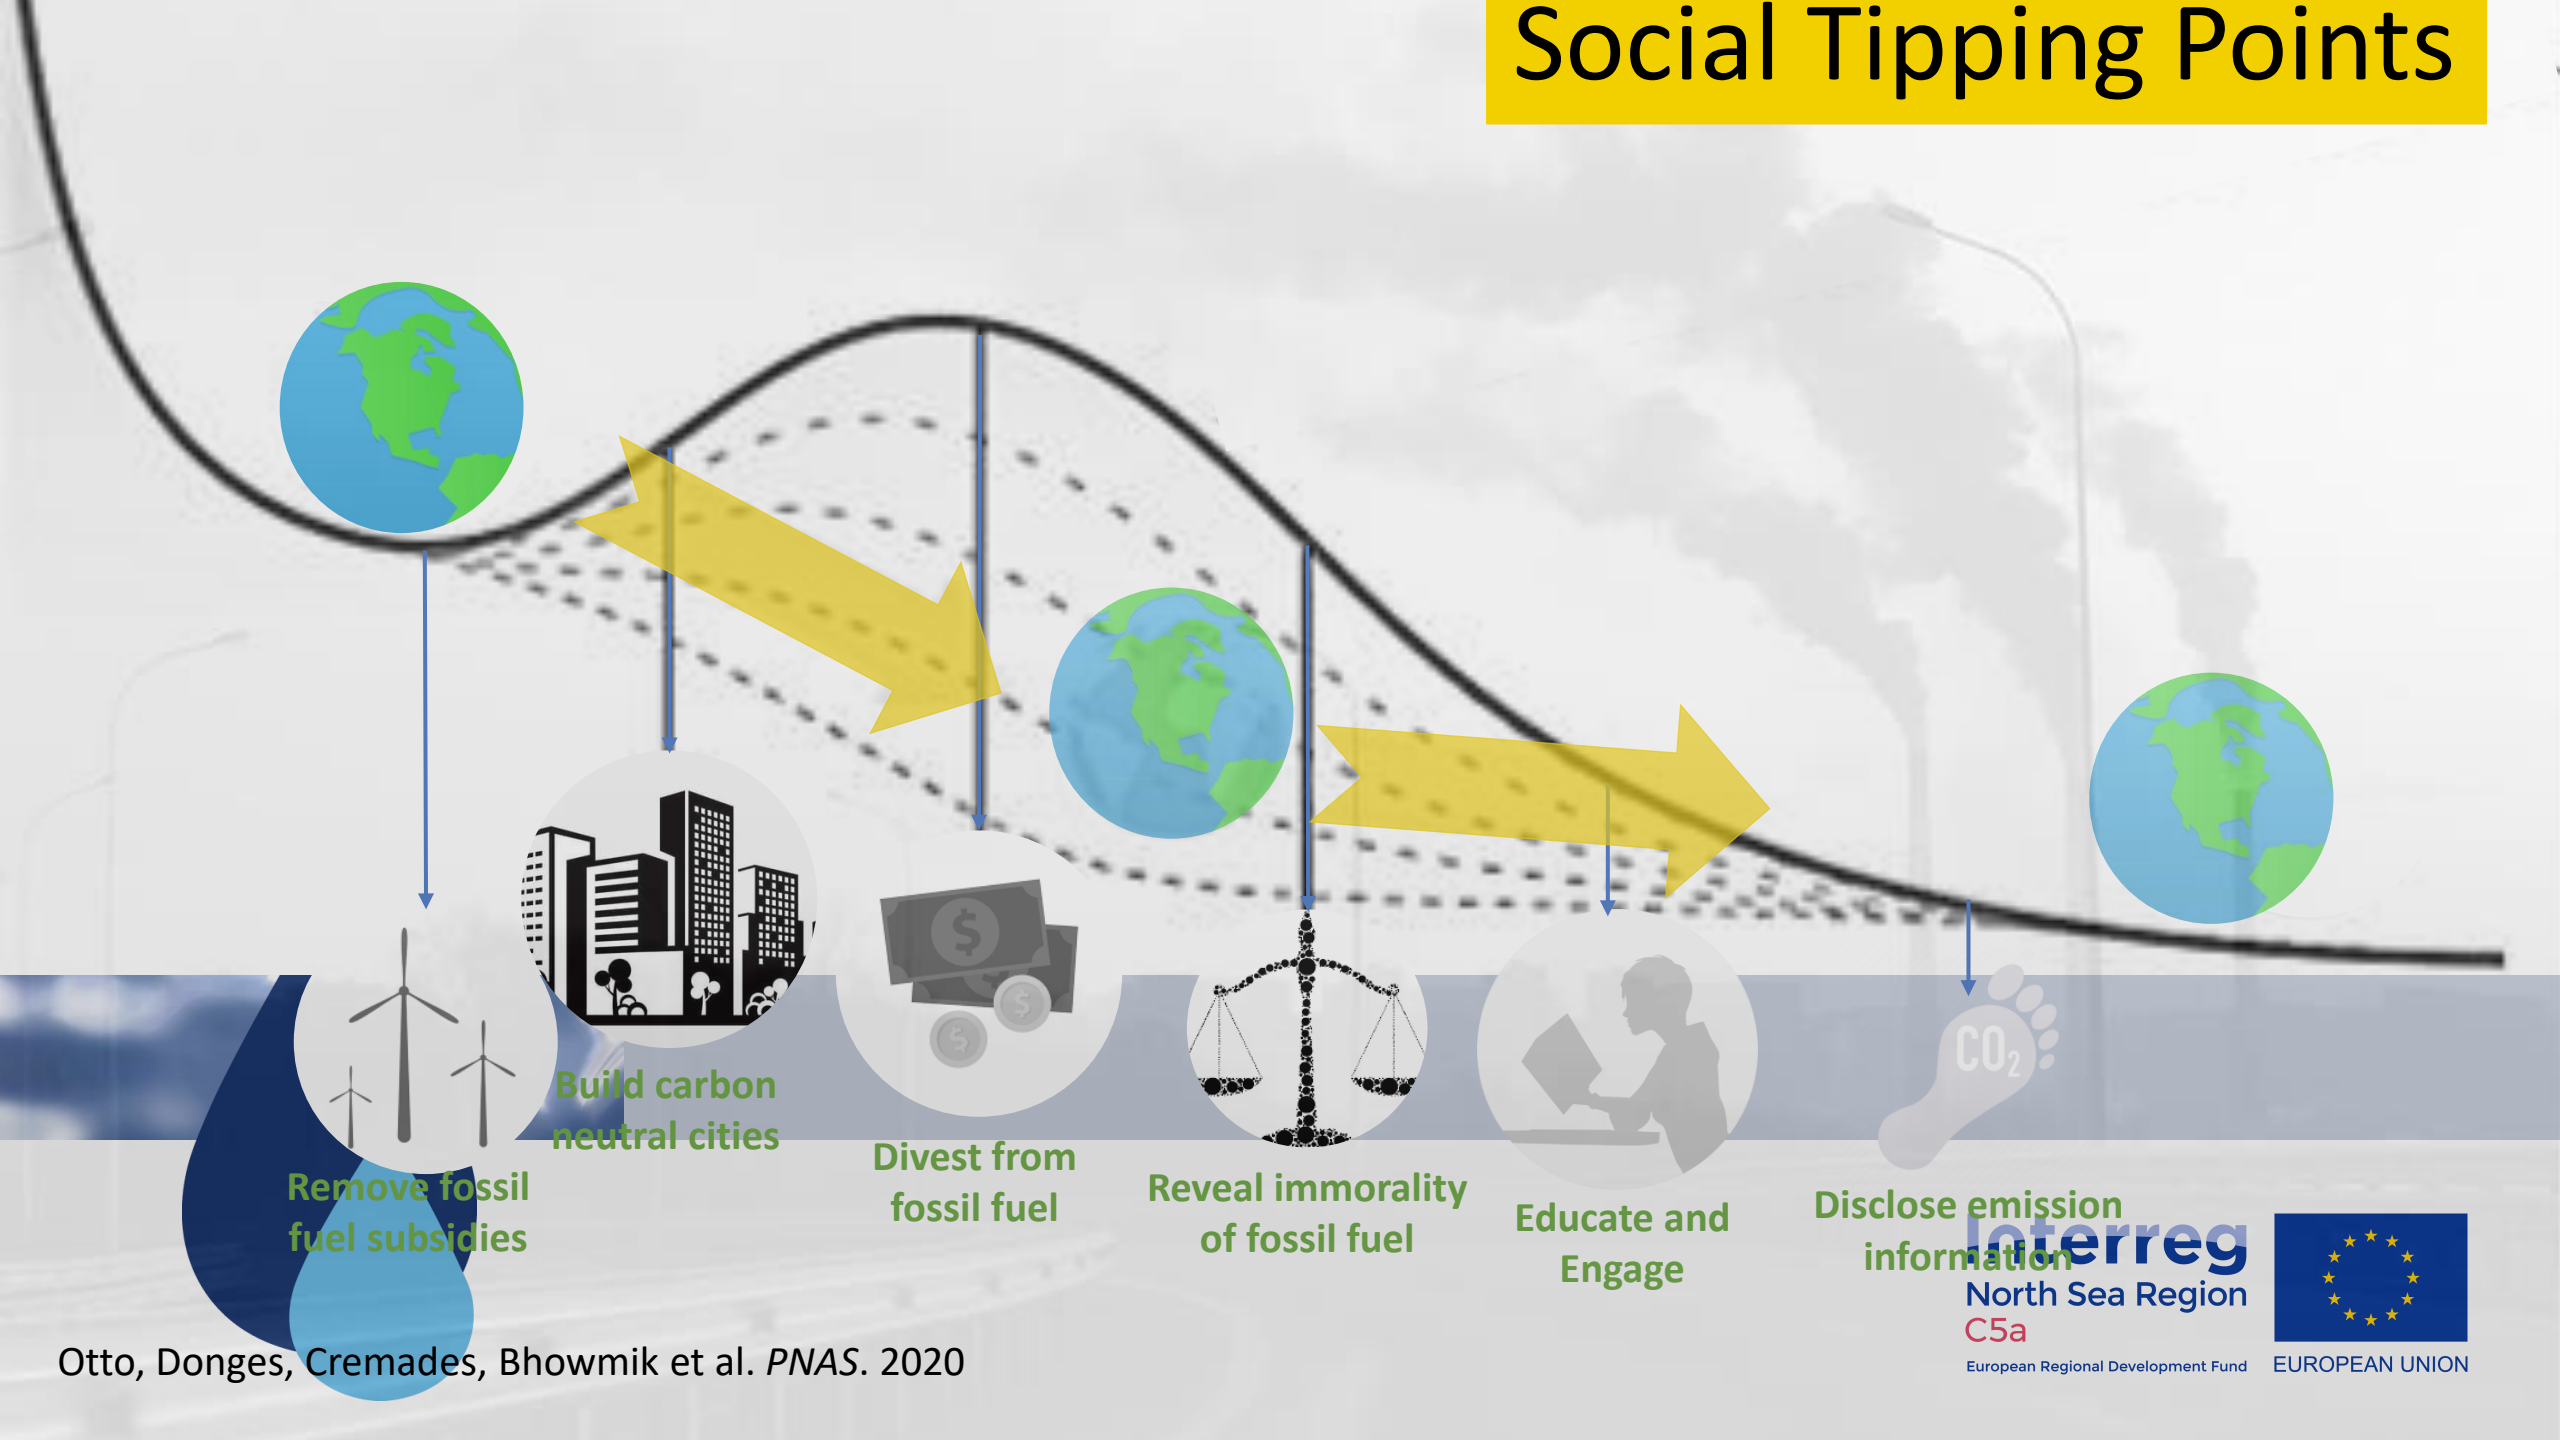 Social Tipping Points
Build carbon
neutral cities
Remove fossil
fuel subsidies
Divest from
fossil fuel
Reveal immorality
of fossil fuel
Educate and
Engage
CO₂
Disclose emission
information
Interreg
North Sea Region
C5a
European Regional Development Fund
EUROPEAN UNION
Otto, Donges, Cremades, Bhowmik et al. PNAS. 2020